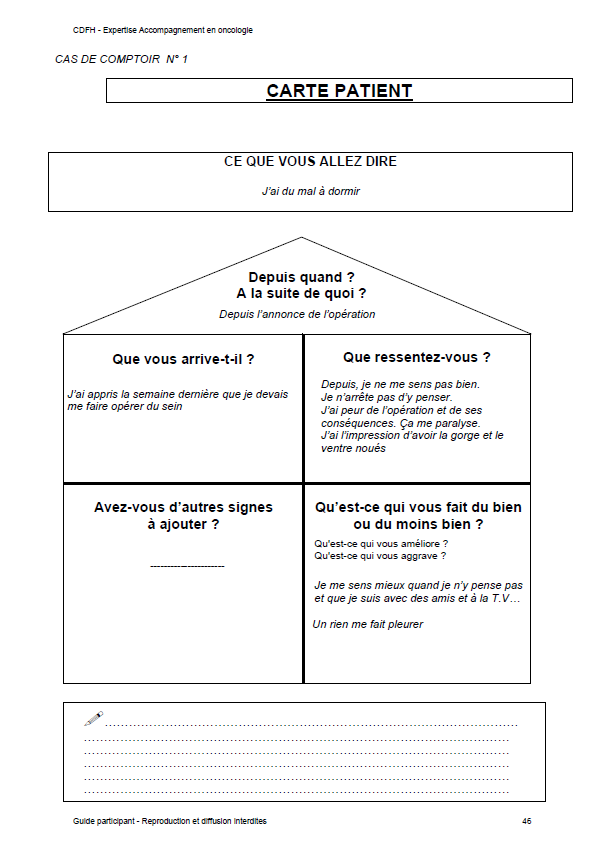 CDFH - Expertise Accompagnement en oncologie
CAS DE COMPTOIR N° 1
CARTE PATIENT
CE QUE VOUS ALLEZ DIRE
J'ai du mal à dormir
Depuis quand ?
A la suite de quoi ?
Depuis l'annonce de l'opération
Que vous arrive-t-il ?
J'ai appris la semaine dernière que je devais
me faire opérer du sein
Que ressentez-vous ?
Depuis, je ne me sens pas bien.
Je n'arrête pas d'y penser.
J'ai peur de l'opération et de ses
conséquences. Ça me paralyse.
J'ai l'impression d'avoir la gorge et le
ventre noués
Avez-vous d'autres signes
à ajouter ?
----------------------
Qu'est-ce qui vous fait du bien
ou du moins bien ?
Qu'est-ce qui vous améliore ?
Qu'est-ce qui vous aggrave ?
Je me sens mieux quand je n'y pense pas
et que je suis avec des amis et à la T.V…
Un rien me fait pleurer
Guide participant - Reproduction et diffusion interdites
46